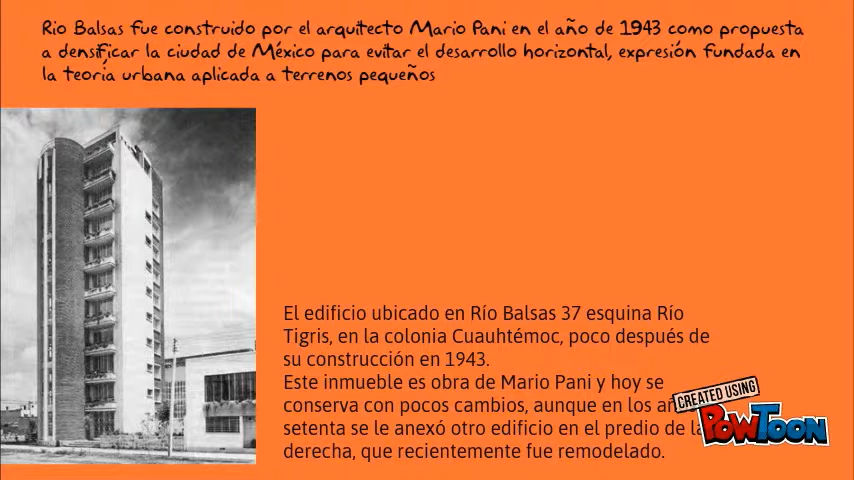 Rio Balsas fue construido por el arquitecto Mario Pani en el año de 1943 como propuesta
a densificar la ciudad de México para evitar el desarrollo horizontal, expresión fundada en
la teoría urbana aplicada a terrenos pequeños
El edificio ubicado en Río Balsas 37 esquina Río
Tigris, en la colonia Cuauhtémoc, poco después de
su construcción en 1943.
Este inmueble es obra de Mario Pani y hoy se
conserva con pocos cambios, aunque en los
setenta se le anexó otro edificio en el predio de la
derecha, que recientemente fue remodelado.
CREATED USING
POWTOON